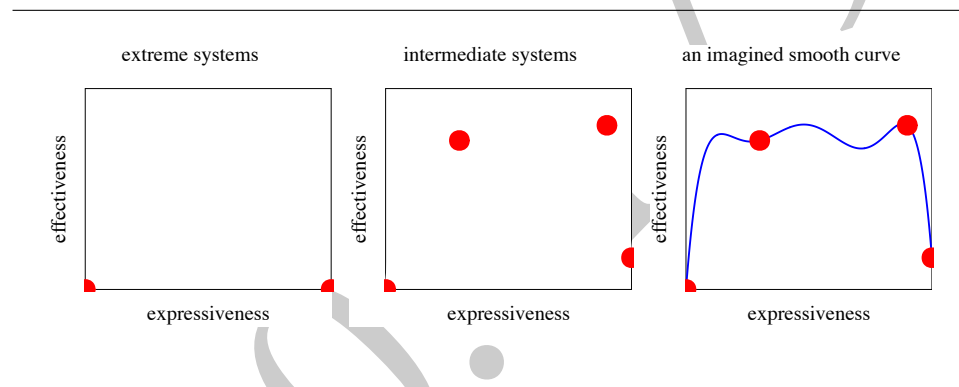 extreme systems
intermediate systems
an imagined smooth curve
effectiveness
effectiveness
effectiveness
expressiveness
expressiveness
expressiveness